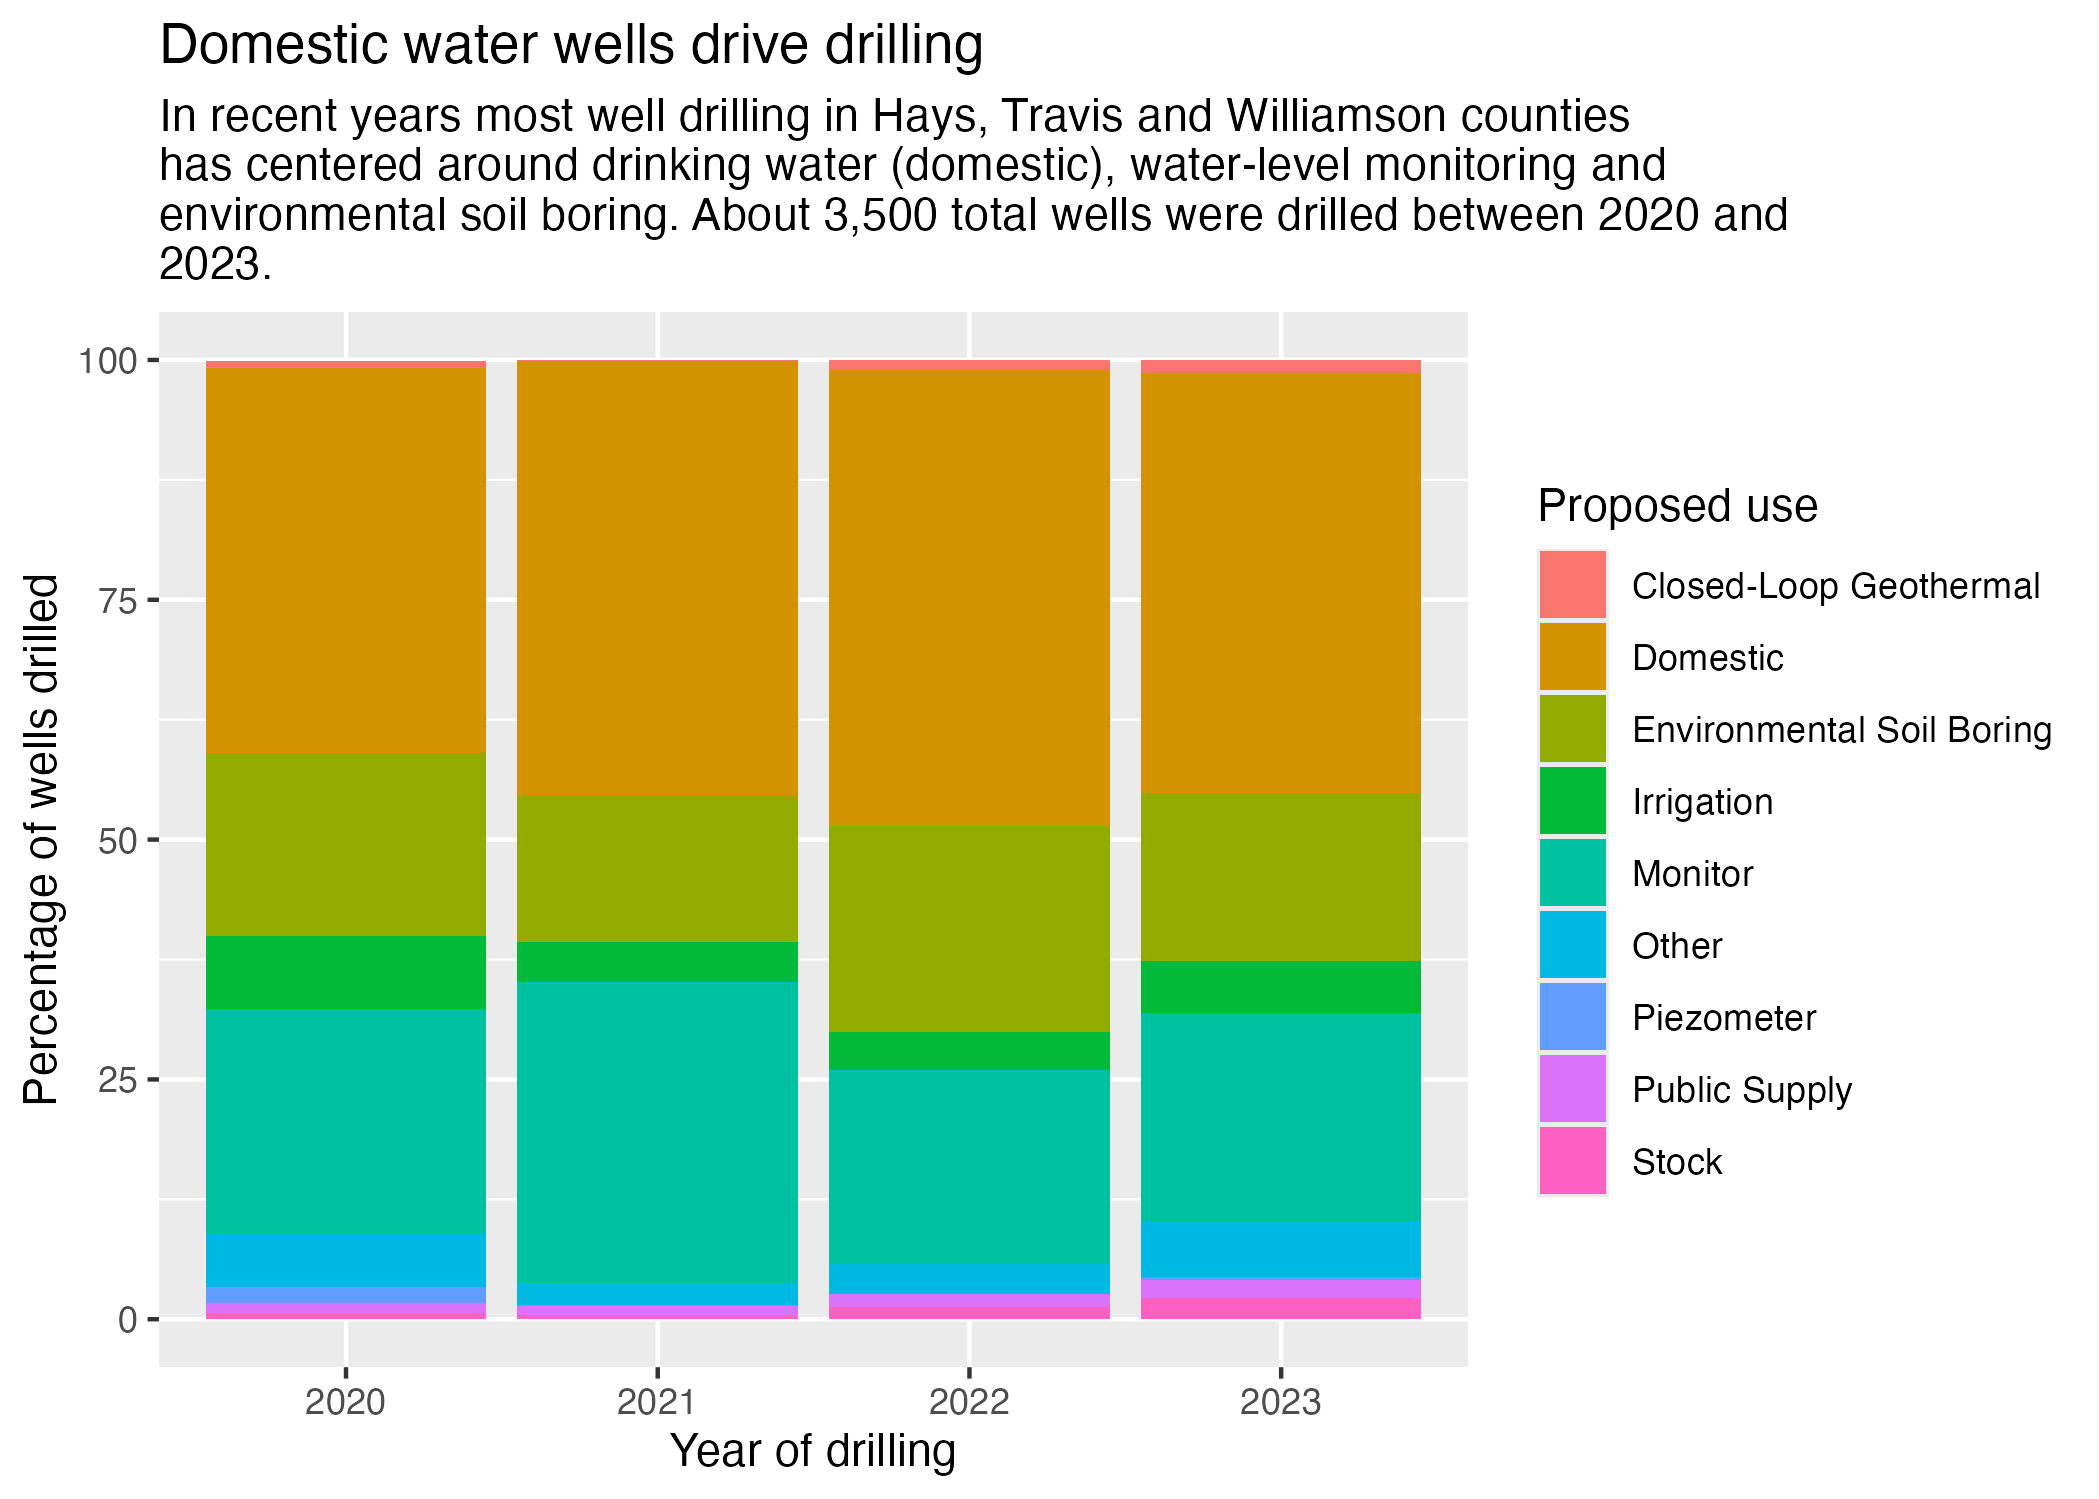 Domestic water wells drive drilling
In recent years most well drilling in Hays, Travis and Williamson counties
has centered around drinking water (domestic), water-level monitoring and
environmental soil boring. About 3,500 total wells were drilled between 2020 and
2023.
Percentage of wells drilled
100
75
50
25
0
2020
2021
2022
2023
Year of drilling
Proposed use
Closed-Loop Geothermal
Domestic
Environmental Soil Boring
Irrigation
Monitor
Other
Piezometer
Public Supply
Stock